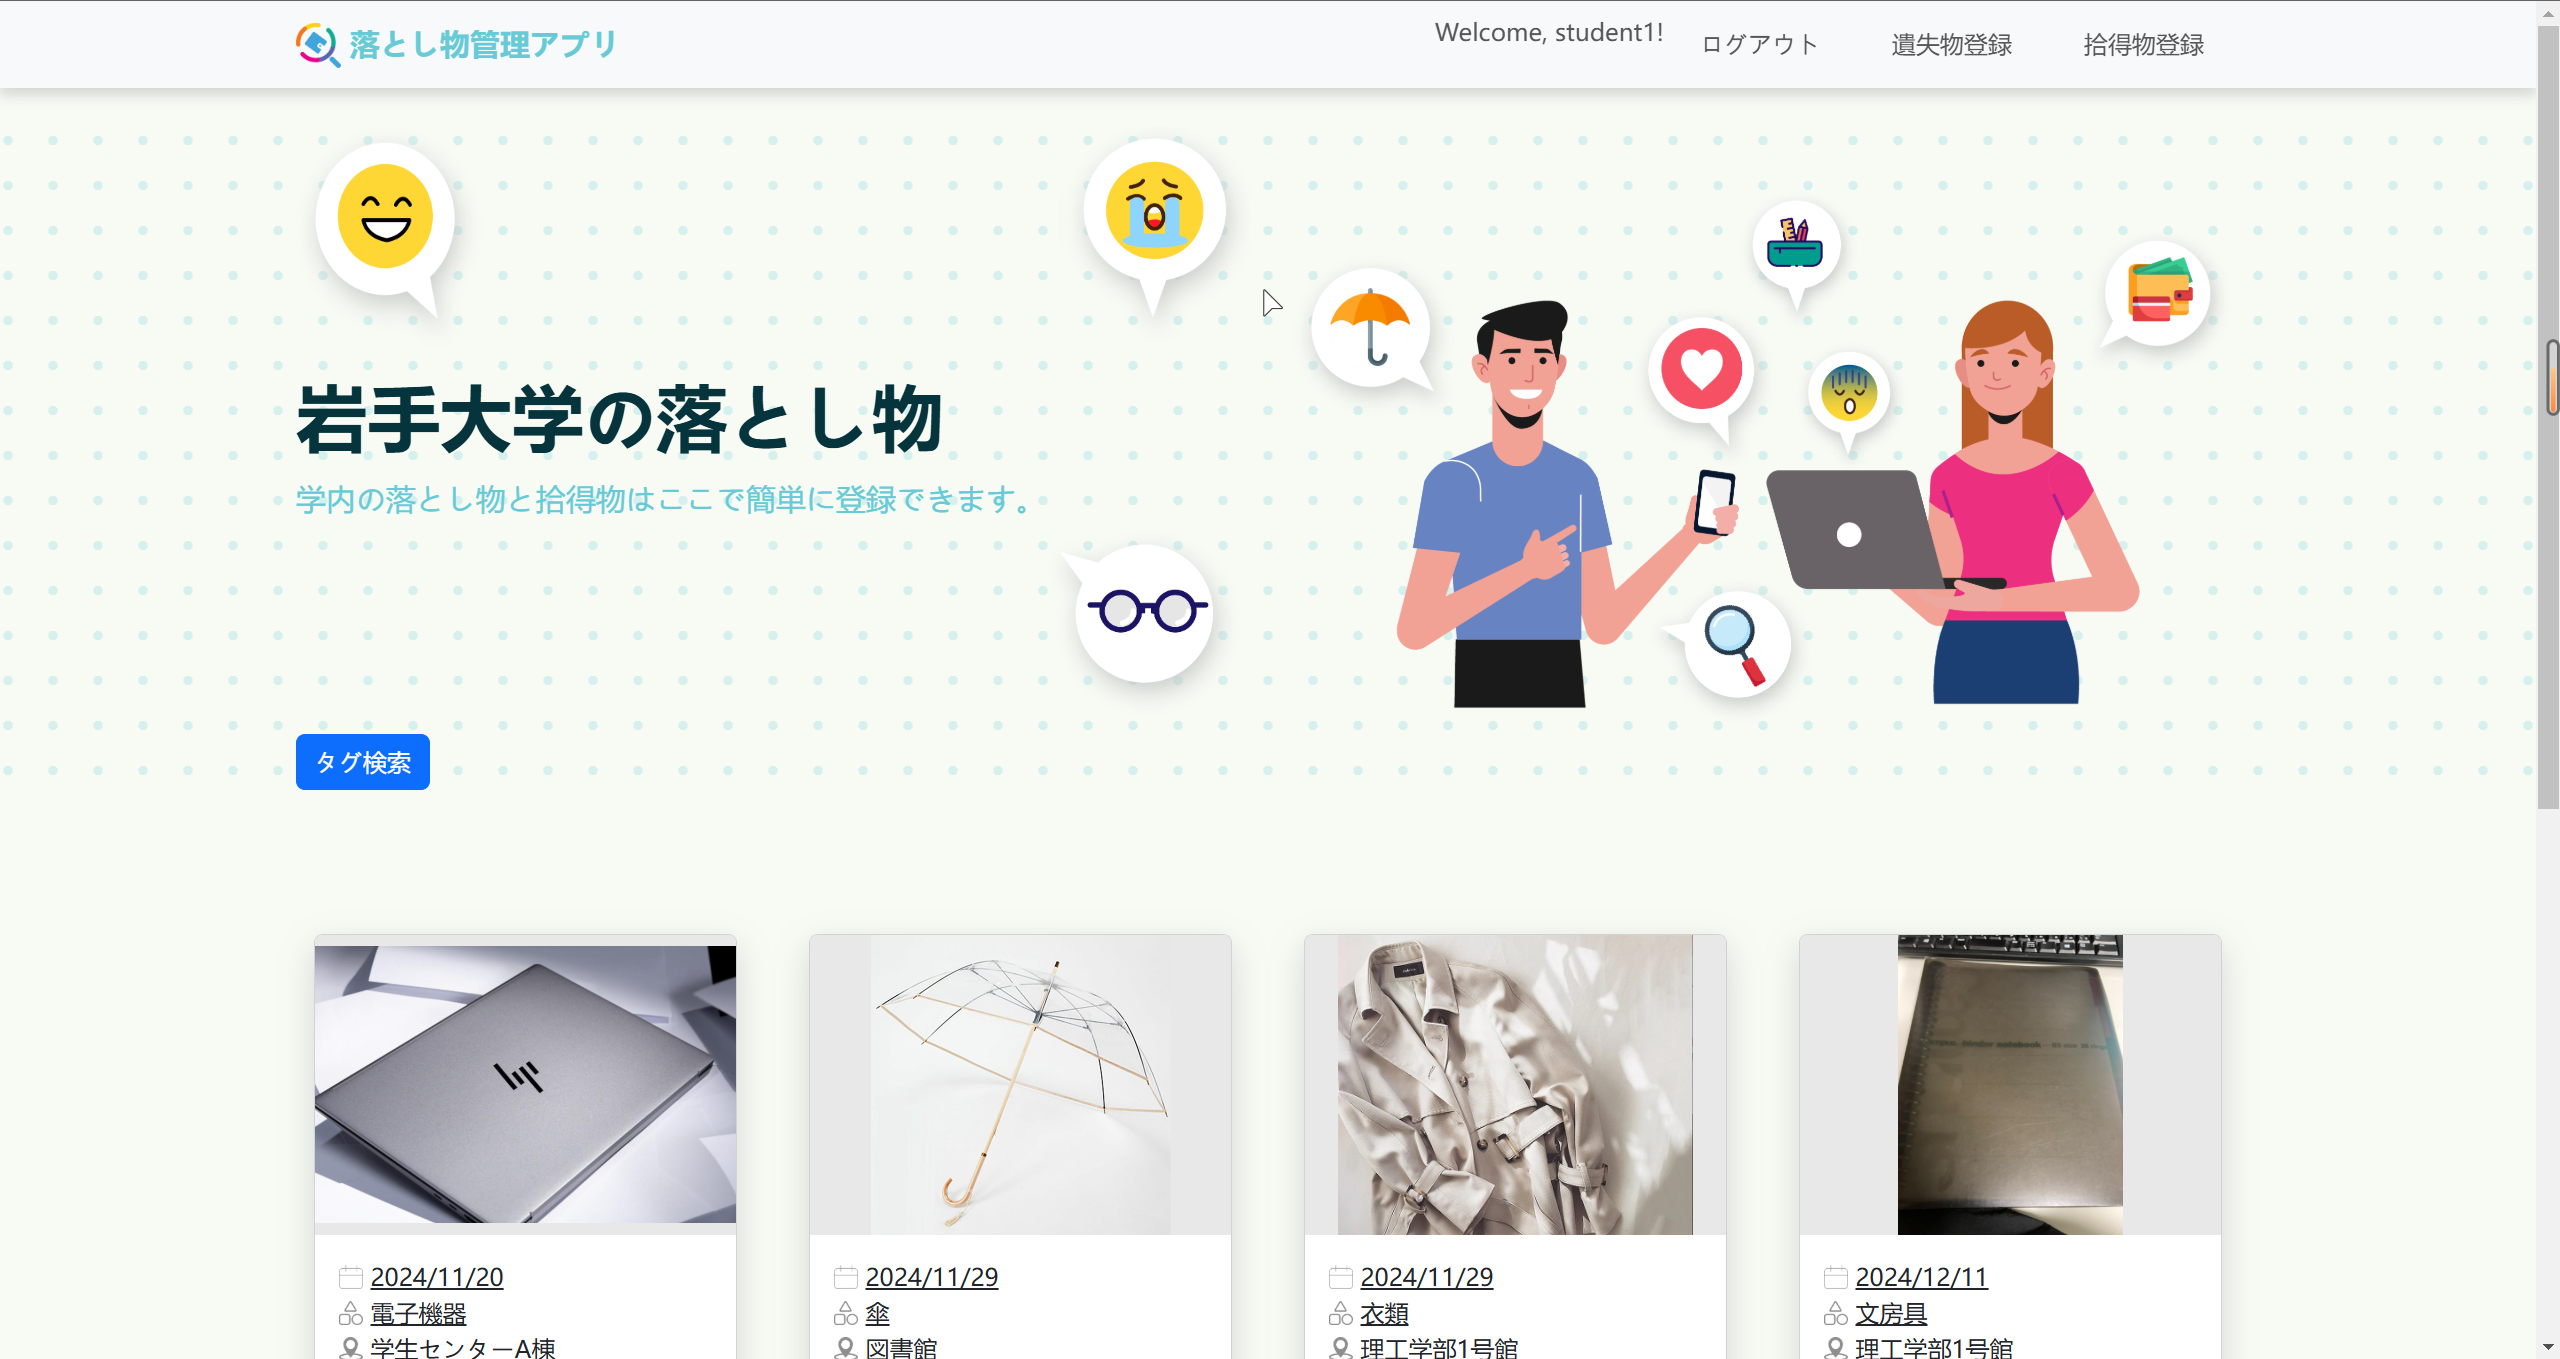 落とし物管理アプリ
Welcome, student1!
ログアウト
遺失物登録
拾得物登録
岩手大学の落とし物
学内の落とし物と拾得物はここで簡単に登録できます。
タグ検索
2024/11/20
電子機器
学生センターA棟
2024/11/29
傘
図書館
2024/11/29
衣類
理工学部1号館
2024/12/11
文房具
理工学部1号館